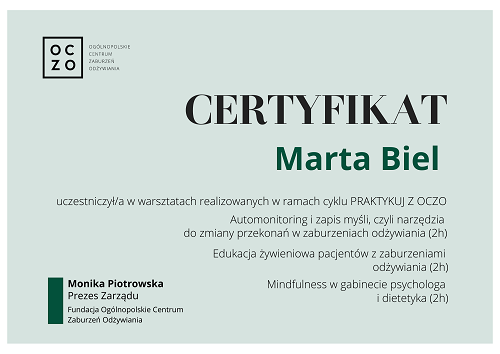 OC
ZO
OGÓLNOPOLSKIE
CENTRUM
ZABURZEŃ
ODŻYWIANIA
CERTYFIKAT
Marta Biel
uczestniczył/a w warsztatach realizowanych w ramach cyklu PRAKTYKUJ Z OCZO
Automonitoring i zapis myśli, czyli narzędzia
do zmiany przekonań w zaburzeniach odżywiania (2h)
Edukacja żywieniowa pacjentów z zaburzeniami
odżywiania (2h)
Mindfulness w gabinecie psychologa
i dietetyka (2h)
Monika Piotrowska
Prezes Zarządu
Fundacja Ogólnopolskie Centrum
Zaburzeń Odżywiania